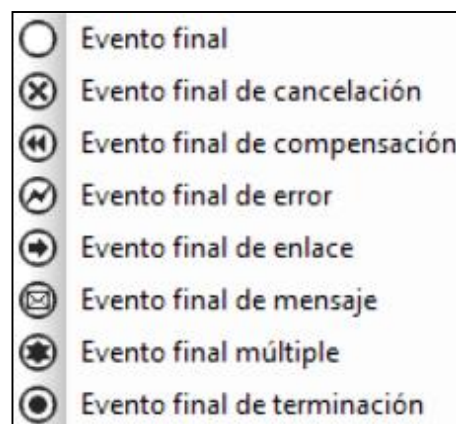 Evento final
Evento final de cancelación
Evento final de compensación
Evento final de error
Evento final de enlace
Evento final de mensaje
Evento final múltiple
Evento final de terminación